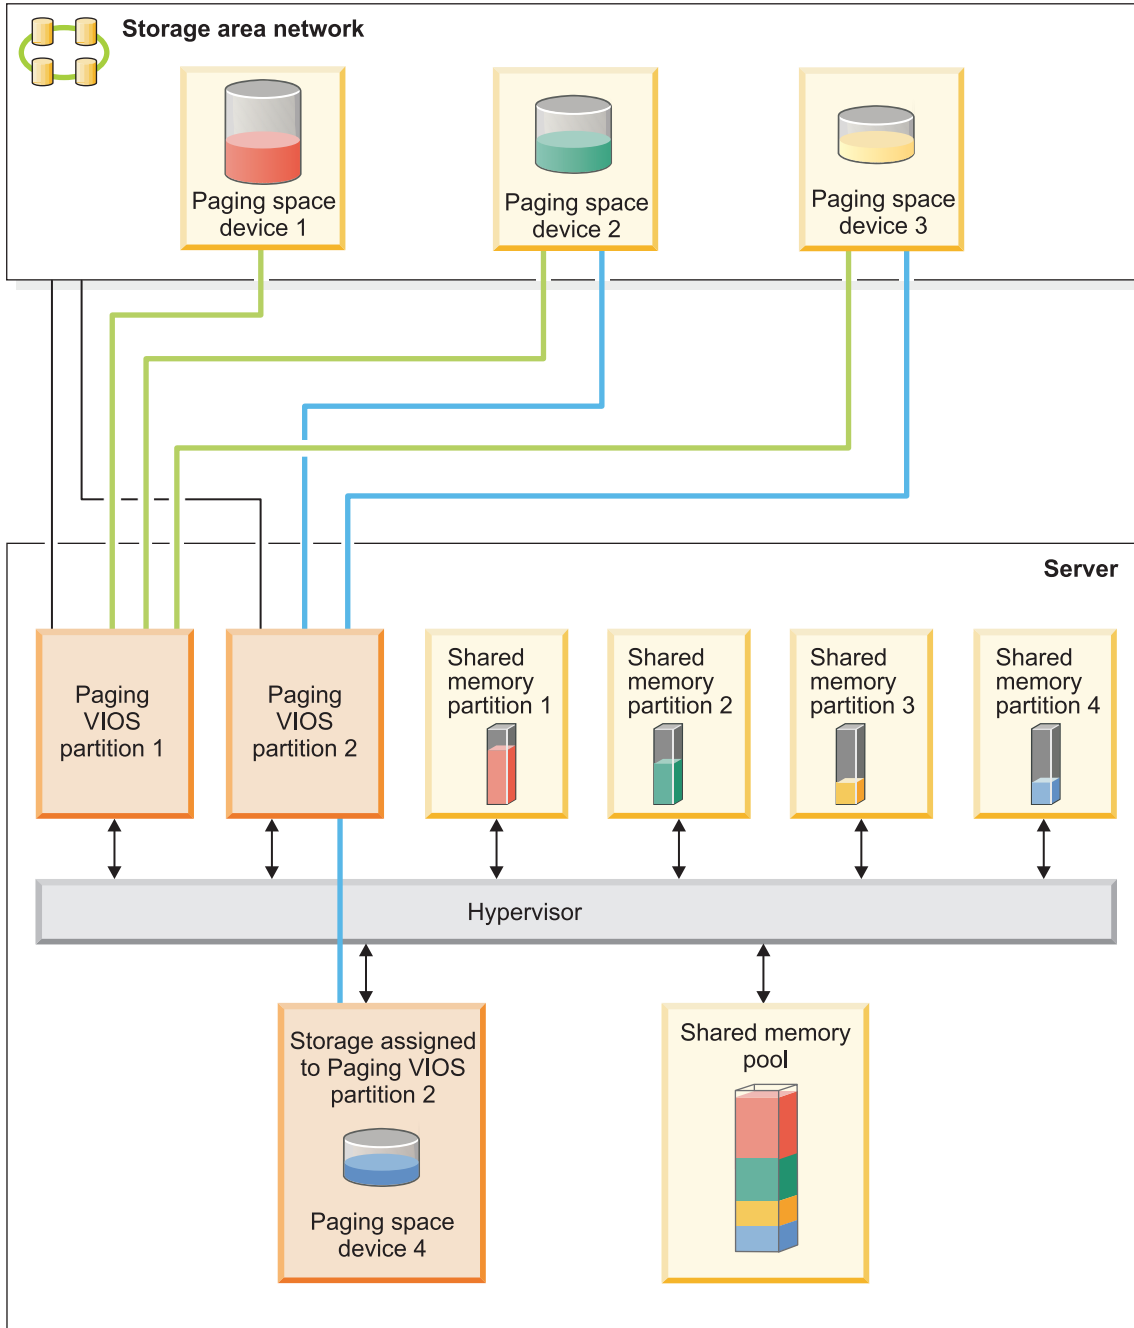 Storage area network
Paging space
device 1
Paging space
device 2
Paging space
device 3
Server
Paging
VIOS
partition 1
Paging
VIOS
partition 2
Shared
memory
partition 1
Shared
memory
partition 2
Shared
memory
partition 3
Shared
memory
partition 4
Hypervisor
Storage assigned
to Paging VIOS
partition 2
Paging space
device 4
Shared memory
pool